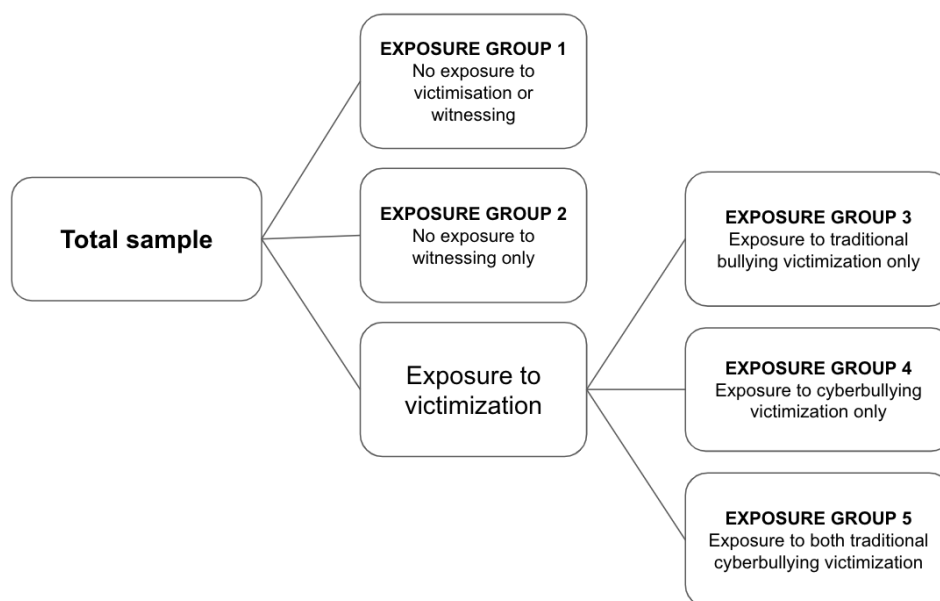 EXPOSURE GROUP 1
No exposure to
victimisation or
witnessing
Total sample
EXPOSURE GROUP 2
No exposure to
witnessing only
Exposure to
victimization
EXPOSURE GROUP 3
Exposure to traditional
bullying victimization only
EXPOSURE GROUP 4
Exposure to cyberbullying
victimization only
EXPOSURE GROUP 5
Exposure to both traditional
cyberbullying victimization